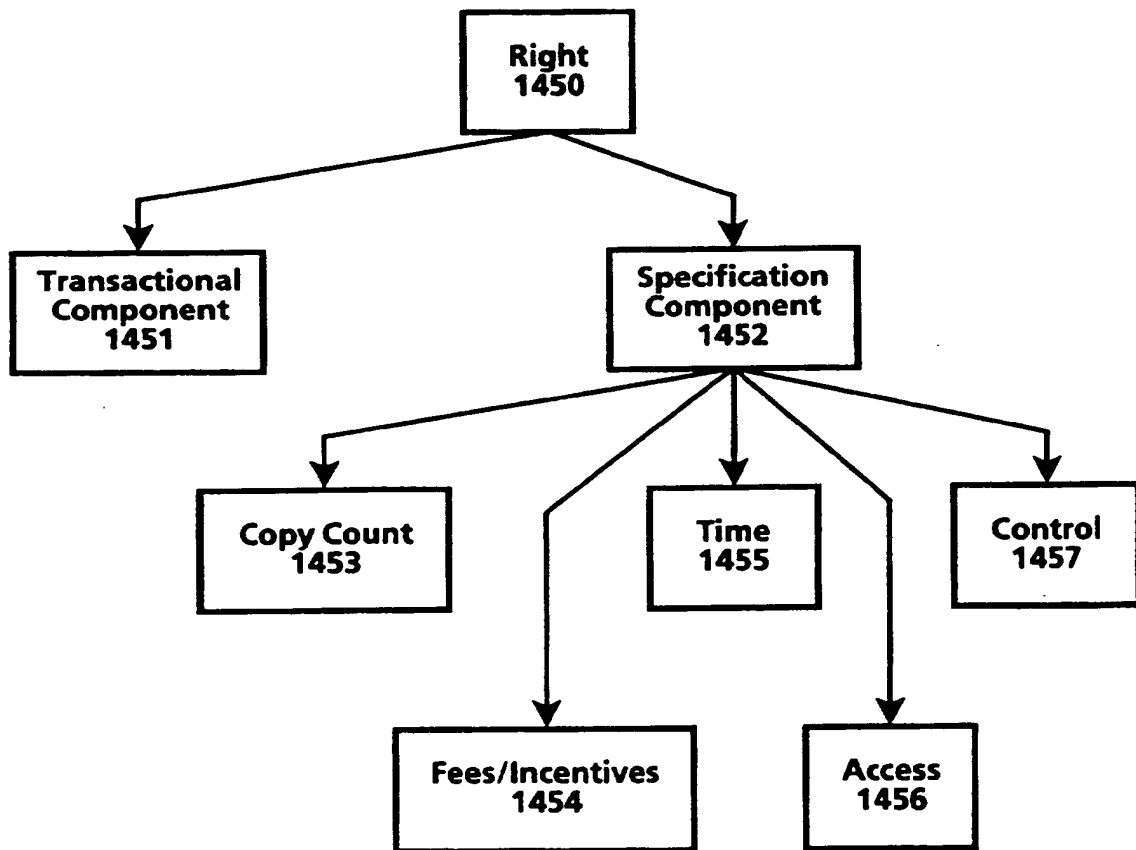 Right
1450
Transactional
Component
1451
Specification
Component
1452
Copy Count
1453
Time
1455
Control
1457
Fees/Incentives
1454
Access
1456